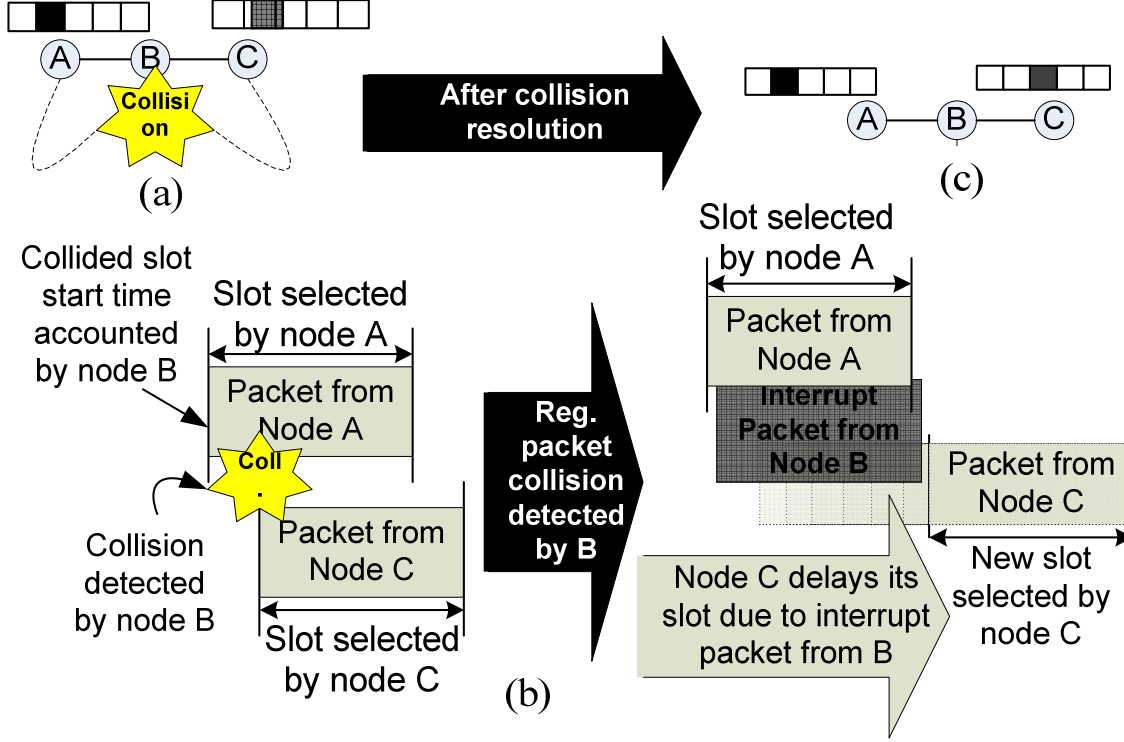 A
B
C
Collisi
on
(a)
After collision
resolution
A
B
C
(c)
Collided slot
start time
accounted
by node B
Slot selected
by node A
Packet from
Node A
Coll
.
Packet from
Node C
Collision
detected
by node B
Slot selected
by node C
(b)
Reg.
packet
collision
detected
by B
Slot selected
by node A
Packet from
Node A
Interrupt
Packet from
Node B
Packet from
Node C
Node C delays its
slot due to interrupt
packet from B
New slot
selected by
node C